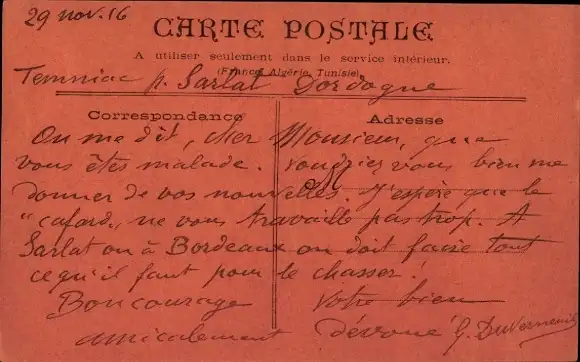 29 nov. 16
CARTE POSTALE
A utiliser seulement dans le service intérieur.
(France, Algérie, Tunisie)
Temniac p. Sarlat Dordogne
Correspondance
Adresse
On me dit, cher Monsieur, que
vous êtes malade. Voudriez vous bien me
donner de vos nouvelles. J'espère que le
"cafard" ne vous travaille pas trop. A
Sarlat ou à Bordeaux on doit faire tout
ce qu'il faut pour le chasser!
Bon courage votre bien
amicalement dévoué G. Du Verneuil